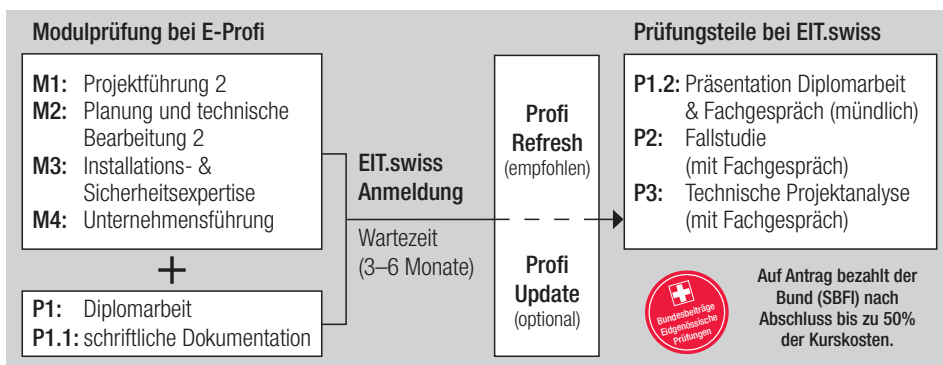 Modulprüfung bei E-Profi
M1: Projektführung 2
M2: Planung und technische
Bearbeitung 2
M3: Installations- &
Sicherheitsexpertise
M4: Unternehmensführung
+
P1: Diplomarbeit
P1.1: schriftliche Dokumentation
EIT.swiss
Anmeldung
Wartezeit
(3–6 Monate)
Profi
Refresh
(empfohlen)
Profi
Update
(optional)
Prüfungsteile bei EIT.swiss
P1.2: Präsentation Diplomarbeit
& Fachgespräch (mündlich)
P2: Fallstudie
(mit Fachgespräch)
P3: Technische Projektanalyse
(mit Fachgespräch)
Bundesbeiträge
Eidgenössische
Prüfungen
Auf Antrag bezahlt der
Bund (SBFI) nach
Abschluss bis zu 50%
der Kurskosten.